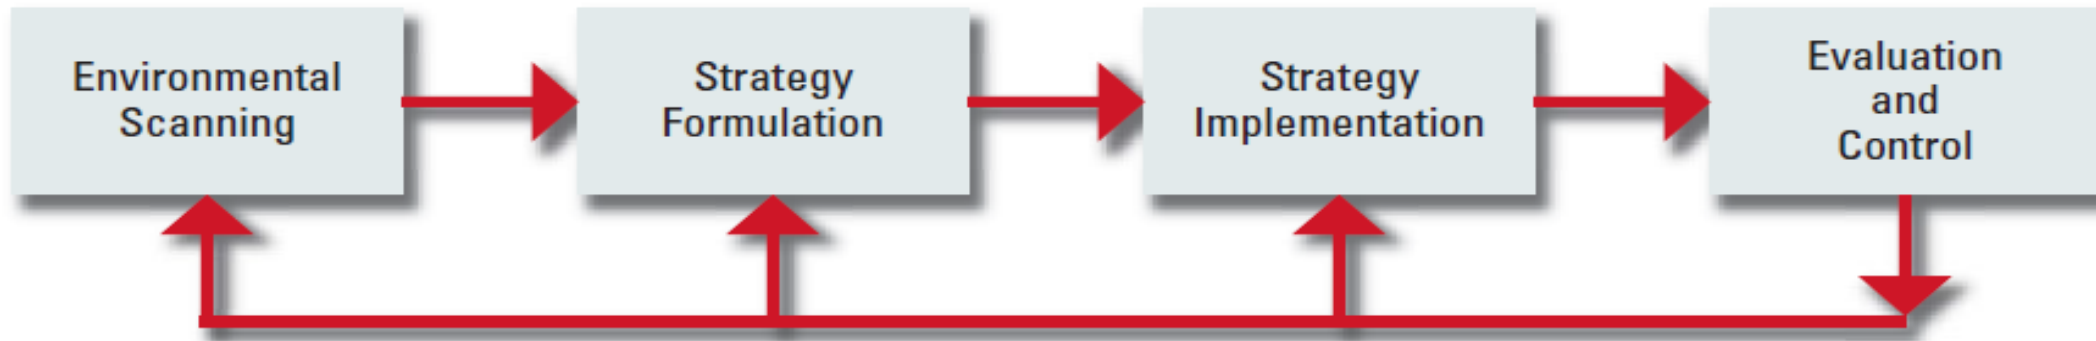 Environmental
Scanning
Strategy
Formulation
Strategy
Implementation
Evaluation
and
Control